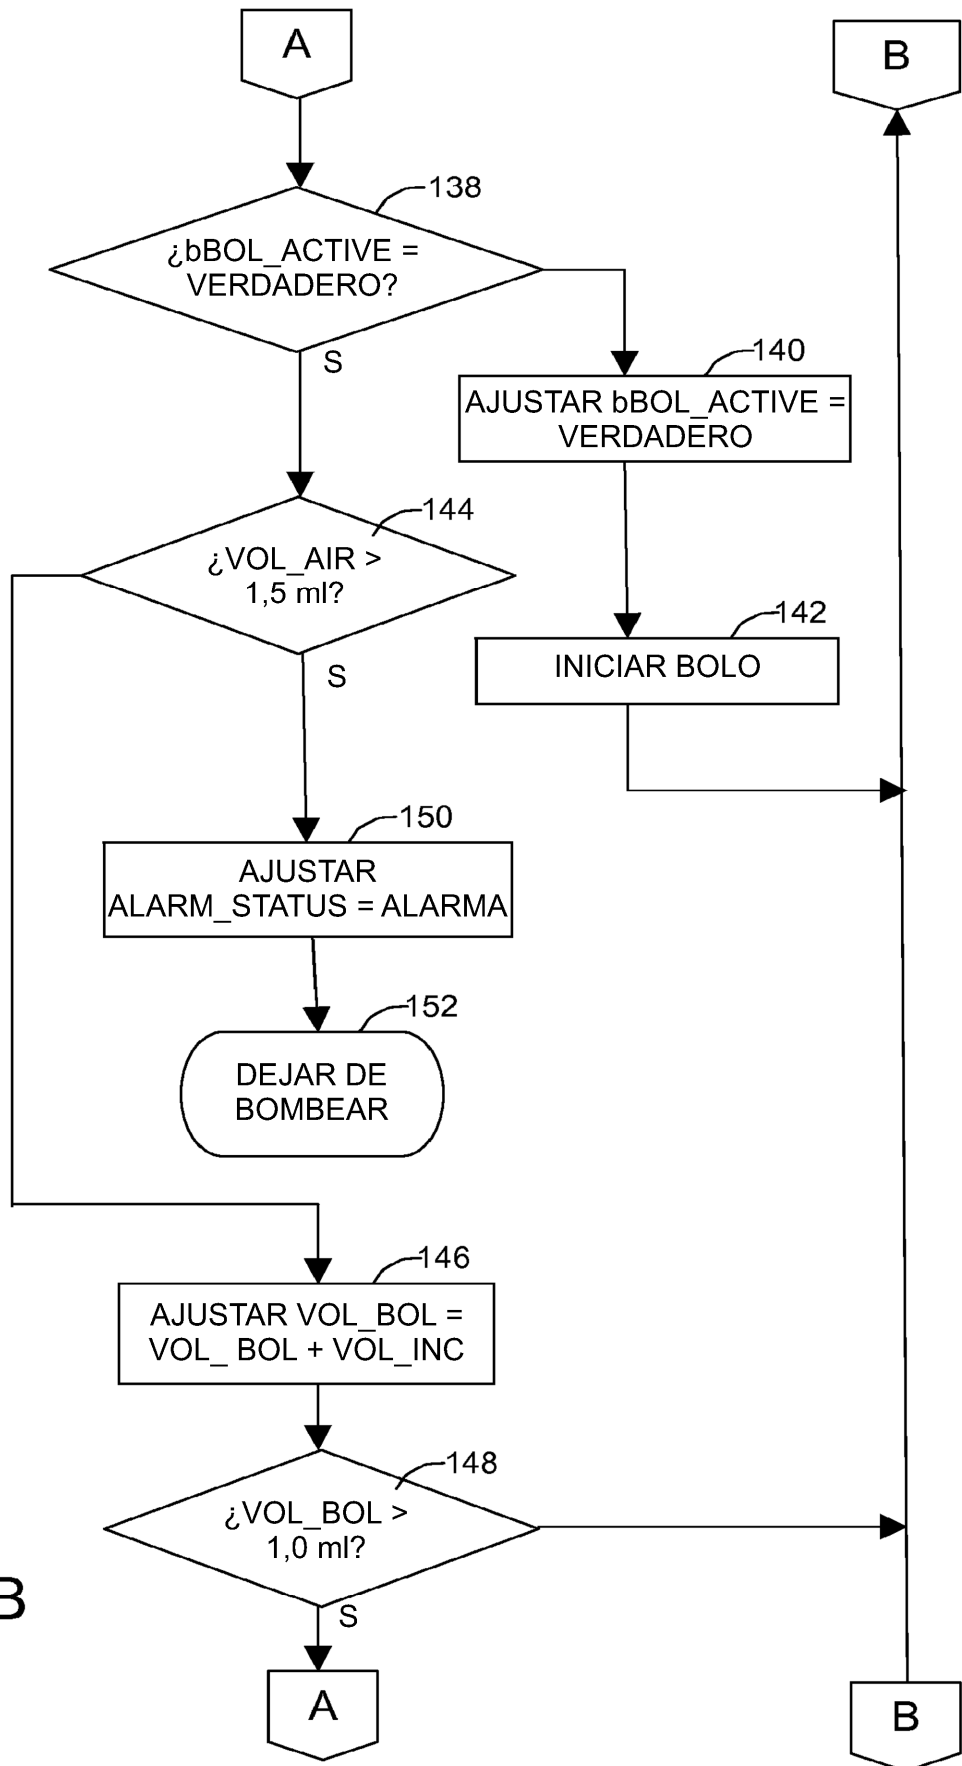 A
B
138
¿bBOL_ACTIVE =
VERDADERO?
S
140
AJUSTAR bBOL_ACTIVE =
VERDADERO
144
¿VOL_AIR >
1,5 ml?
S
142
INICIAR BOLO
150
AJUSTAR
ALARM_STATUS = ALARMA
152
DEJAR DE
BOMBEAR
146
AJUSTAR VOL_BOL =
VOL_ BOL + VOL_INC
148
¿VOL_BOL >
1,0 ml?
B
S
A
B